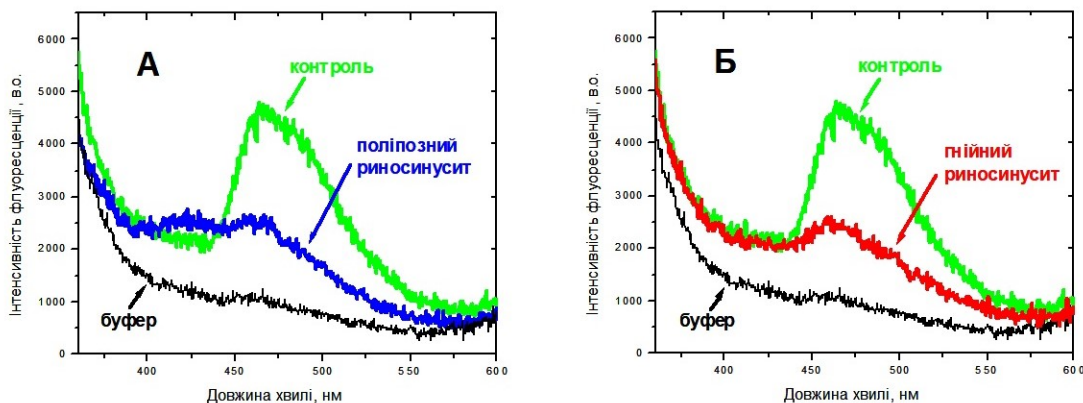 А
контроль
поліпозний
риносинусит
буфер
Інтенсивність флуоресценції, в.о.
6000
5000
4000
3000
2000
1000
0
400
450
500
550
600
Довжина хвилі, нм
Б
контроль
гнійний
риносинусит
буфер
Інтенсивність флуоресценції, в.о.
6000
5000
4000
3000
2000
1000
0
400
450
500
550
600
Довжина хвилі, нм